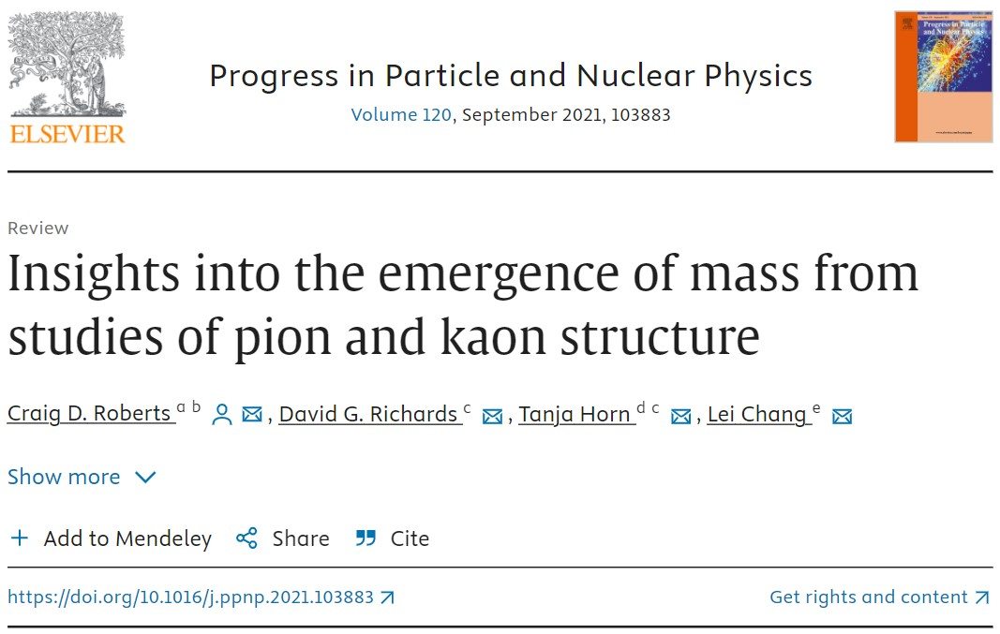 ELSEVIER
Progress in Particle and Nuclear Physics
Volume 120, September 2021, 103883
Progress in Particle
and Nuclear Physics
Review
Insights into the emergence of mass from
studies of pion and kaon structure
Craig D. Roberts a b , David G. Richards c , Tanja Horn d c , Lei Chang e
Show more
Add to Mendeley Share Cite
https://doi.org/10.1016/j.ppnp.2021.103883 Get rights and content